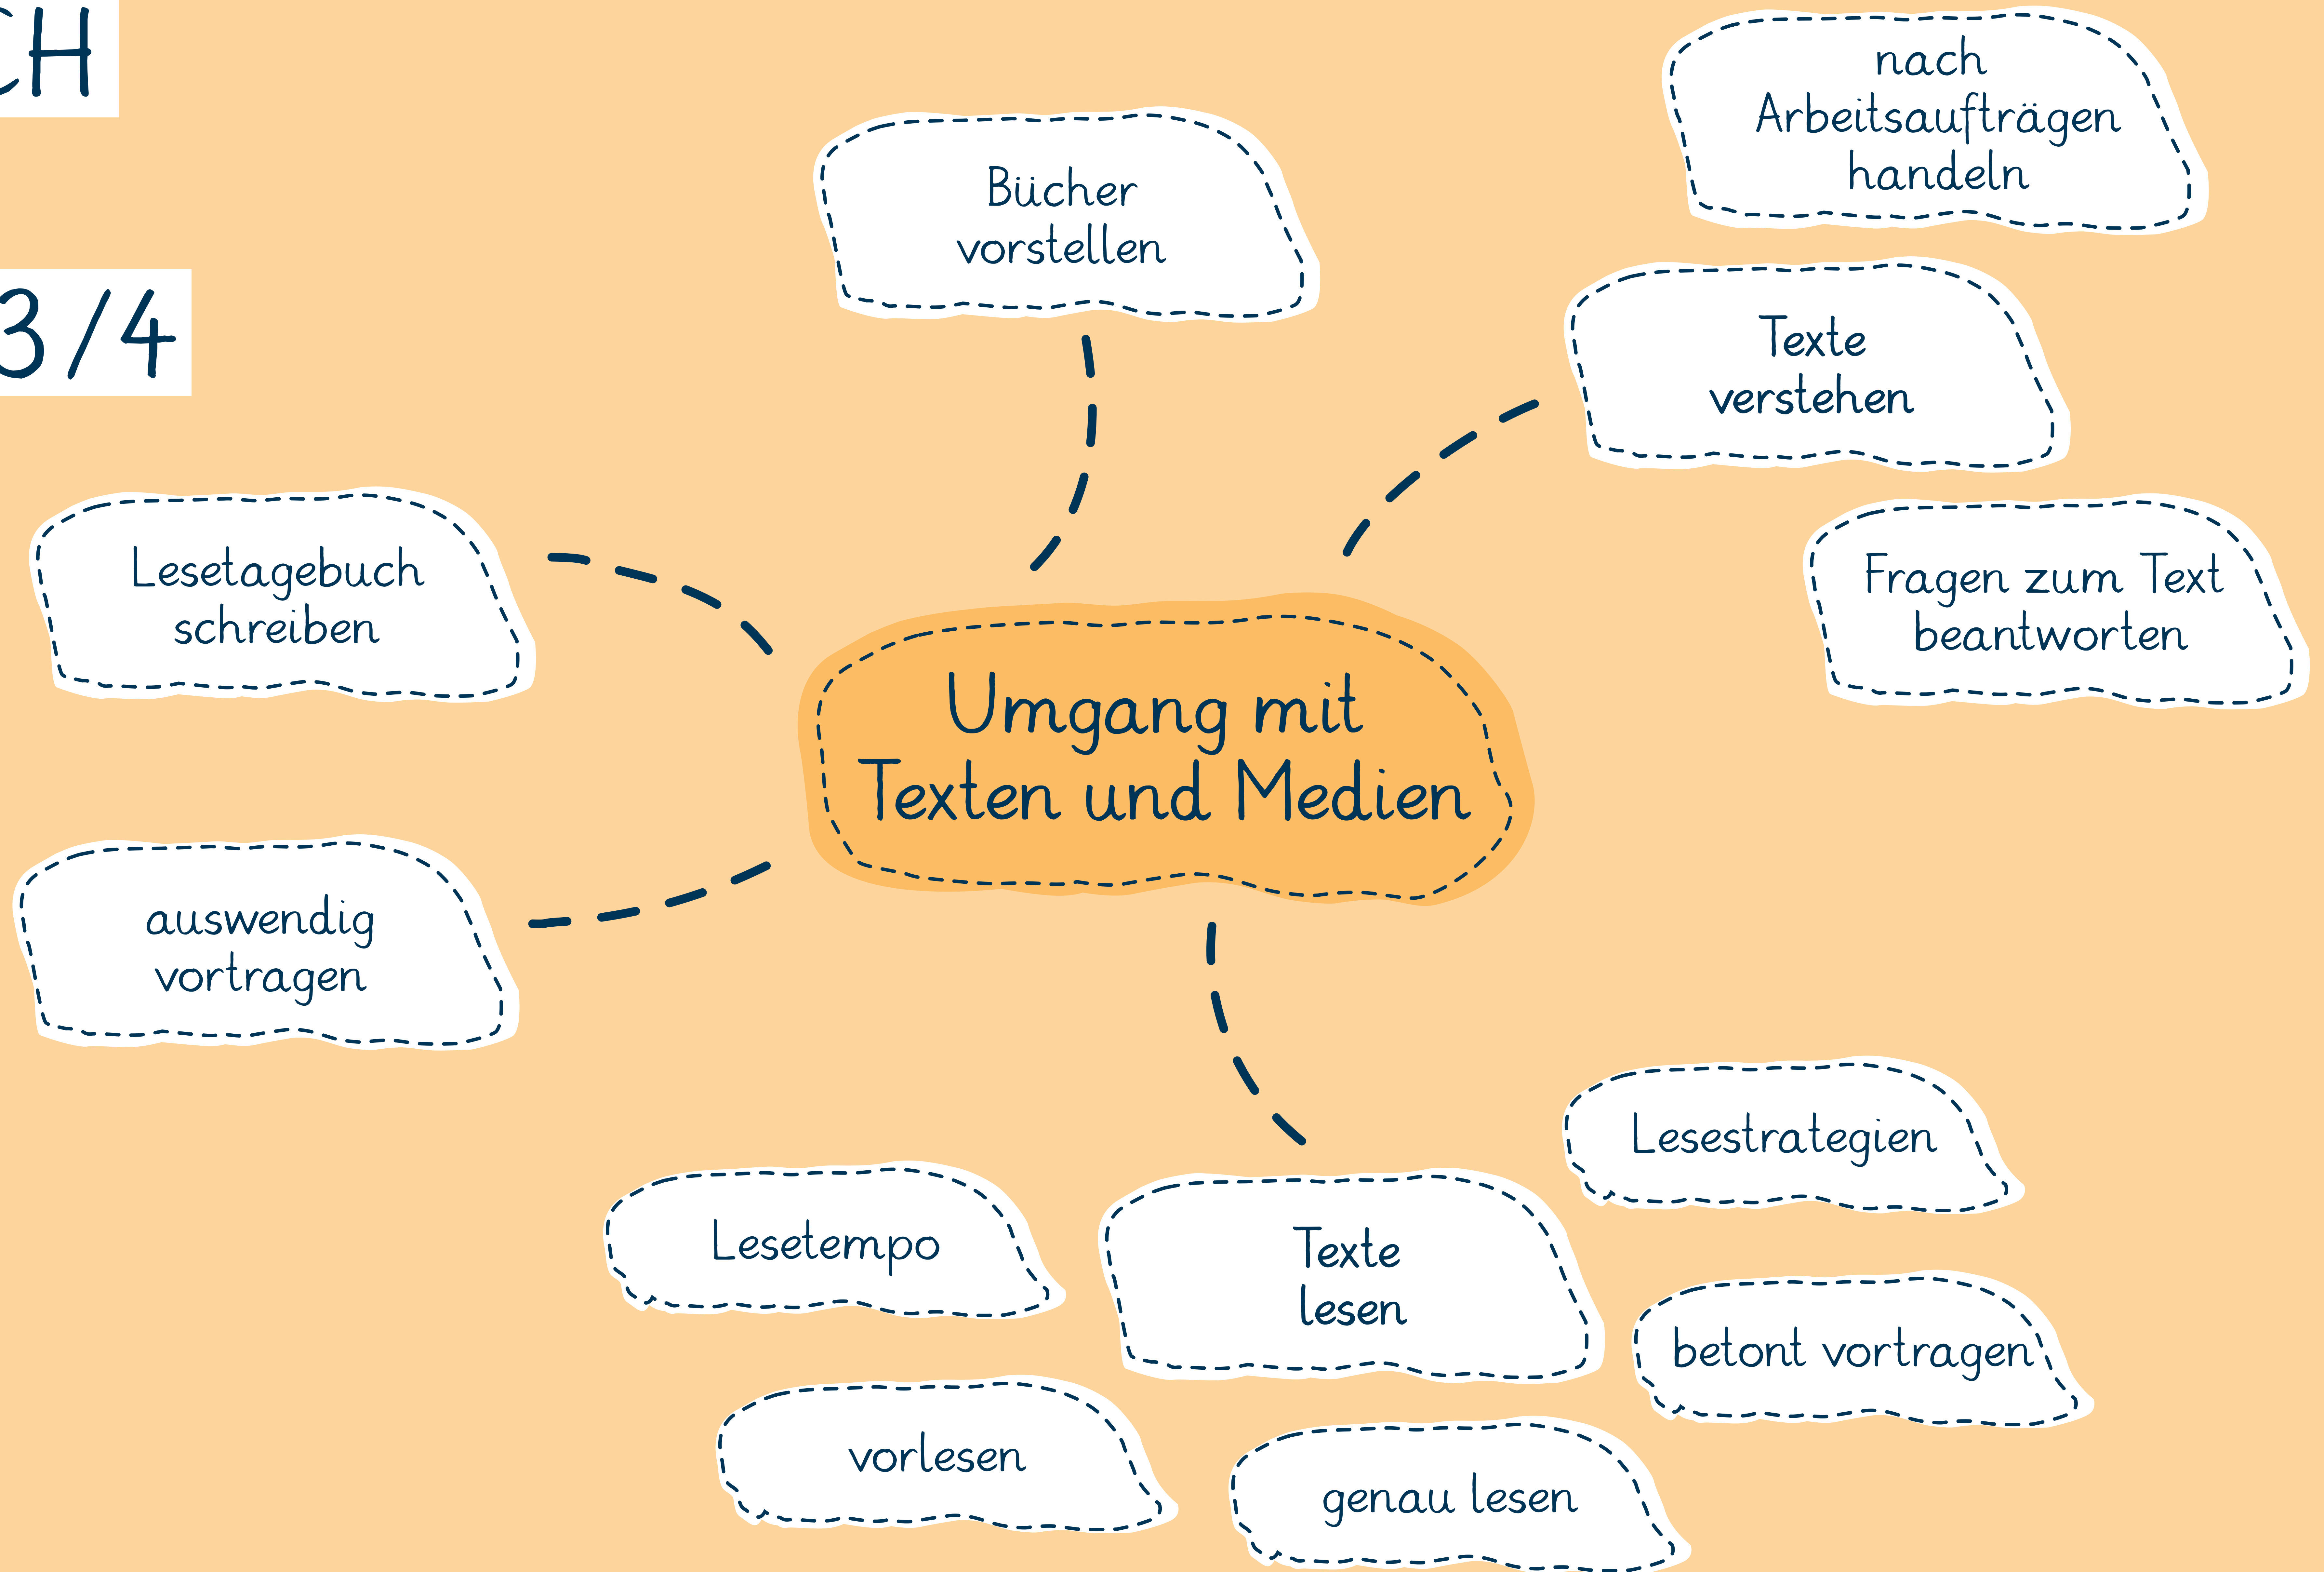 CH
3/4
nach
Arbeitsaufträgen
handeln
Bücher
vorstellen
Texte
verstehen
Lesetagebuch
schreiben
Fragen zum Text
beantworten
Umgang mit
Texten und Medien
auswendig
vortragen
Lesestrategien
Lesetempo
Texte
lesen
betont vortragen
vorlesen
genau lesen